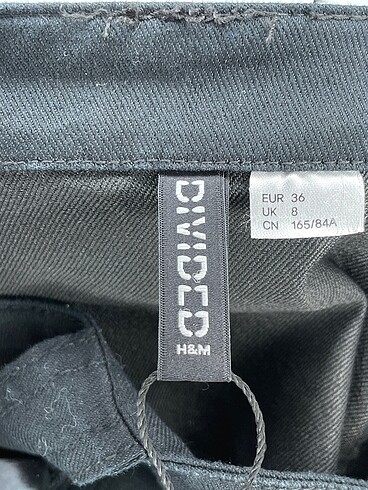 DIVIDED
H&M
EUR 36
UK 8
CN 165/84A